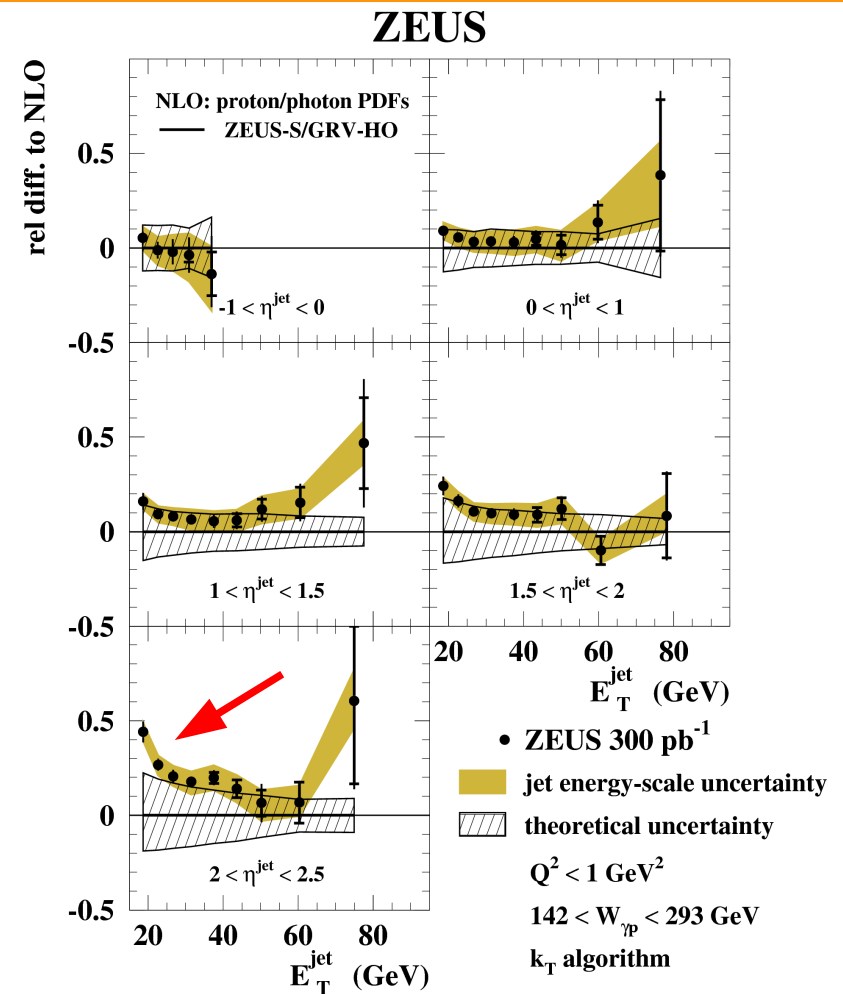 ZEUS
rel diff. to NLO
NLO: proton/photon PDFs
ZEUS-S/GRV-HO
0.5
0
-0.5
-1 < η^jet < 0
0 < η^jet < 1
0.5
0
-0.5
1 < η^jet < 1.5
1.5 < η^jet < 2
20 40 60 80
E_T^jet (GeV)
0.5
0
-0.5
2 < η^jet < 2.5
20 40 60 80
E_T^jet (GeV)
ZEUS 300 pb^-1
jet energy-scale uncertainty
theoretical uncertainty
Q^2 < 1 GeV^2
142 < W_γp < 293 GeV
k_T algorithm